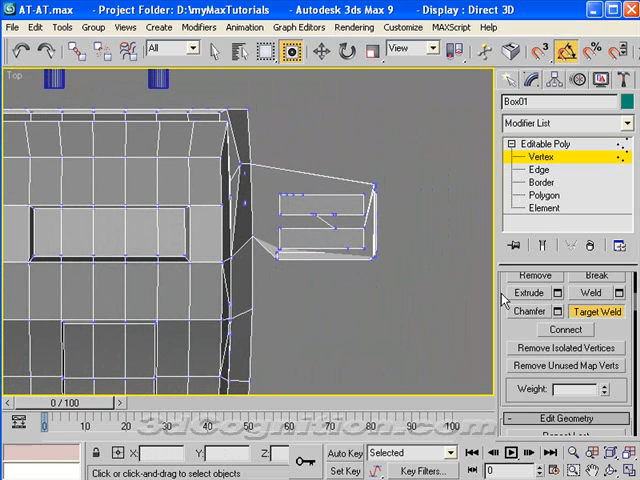 AT-AT.max - Project Folder: D:\myMaxTutorials - Autodesk 3ds Max 9 - Display : Direct 3D
File Edit Tools Group Views Create Modifiers Animation Graph Editors Rendering Customize MAXScript Help
All View 3
Top
Box01
Modifier List
Editable Poly
Vertex
Edge
Border
Polygon
Element
Remove Break
Extrude Weld
Chamfer Target Weld
Connect
Remove Isolated Vertices
Remove Unused Map Verts
Weight:
Edit Geometry
0 / 100
0 10 20 30 40 50 60 70 80 90 100
3dCognition.com
X: Y: Z: Auto Key Selected
Click or click-and-drag to select objects Set Key Key Filters... 0